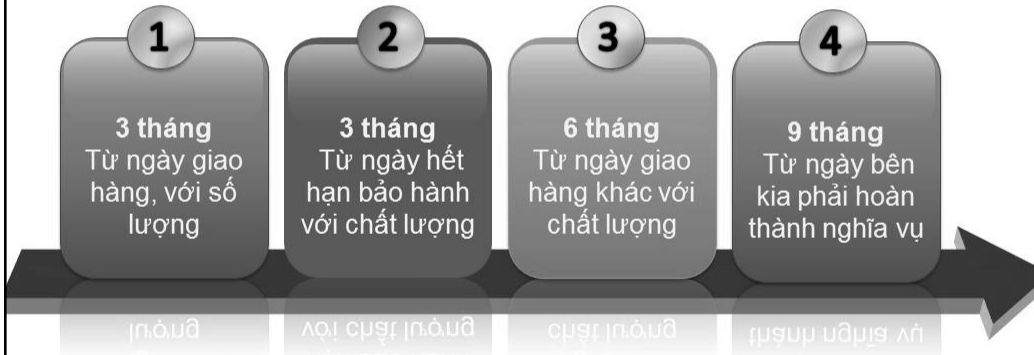 1
3 tháng
Từ ngày giao
hàng, với số
lượng
2
3 tháng
Từ ngày hết
hạn bảo hành
với chất lượng
3
6 tháng
Từ ngày giao
hàng khác với
chất lượng
4
9 tháng
Từ ngày bên
kia phải hoàn
thành nghĩa vụ